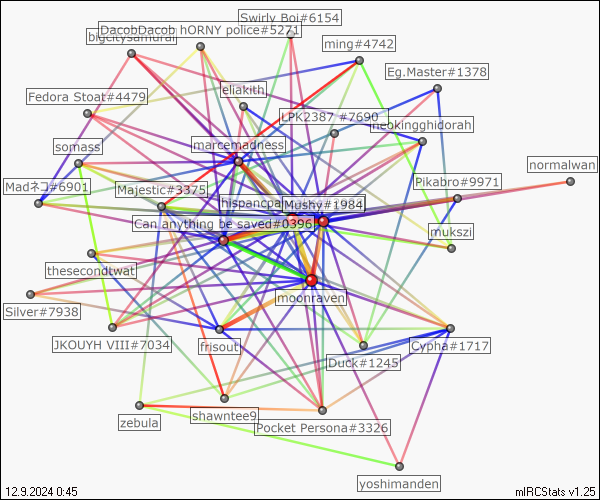 Swirly_Boi#6154
DacobDacob hORNY police#5271
bigcitysamurai
ming#4742
Eg.Master#1378
eliakith
Fedora Stoat#4479
LPK2387 #7690
neokingghidorah
somass
marcemadness
normalwan
Madネコ#6901
Majestic#3375
Pikabro#9971
Mushy#1984
Can anything be saved#0396
mukszi
thesecondtwat
moonraven
Silver#7938
JKOUYH VIII#7034
frisout
Cypha#1717
Duck#1245
shawntee9
zebula
Pocket Persona#3326
yoshimanden
12.9.2024 0:45
mIRCStats v1.25